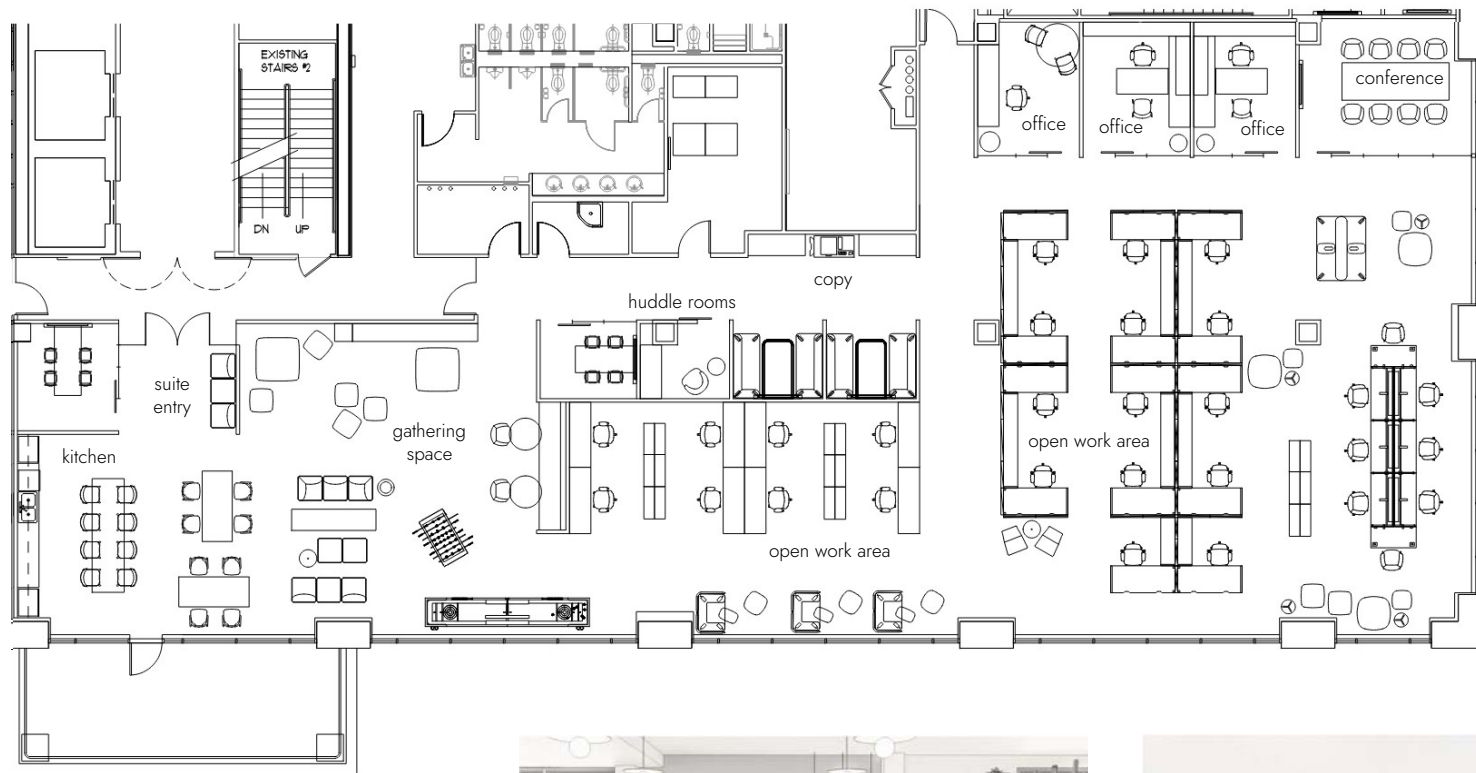 EXISTING
STAIRS #2
DN UP
conference
office
office
office
copy
huddle rooms
suite
entry
gathering
space
kitchen
open work area
open work area